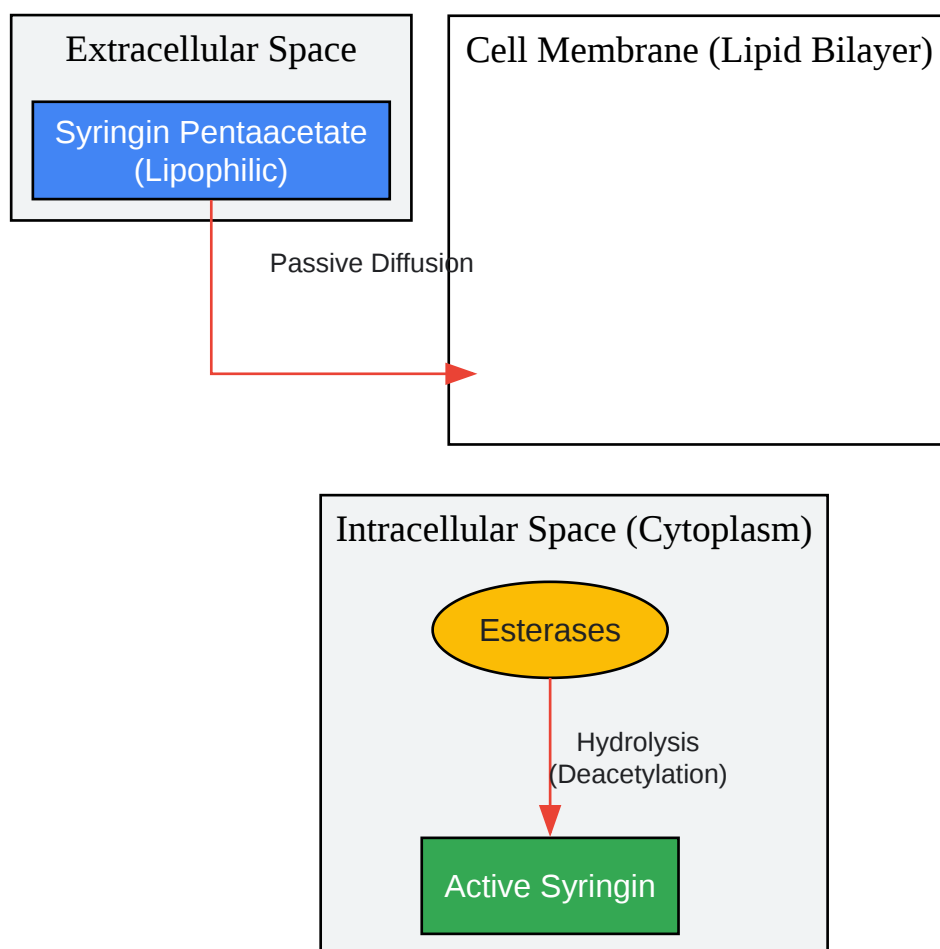 Extracellular Space
Cell Membrane (Lipid Bilayer)
Syringin Pentaacetate
(Lipophilic)
Passive Diffusion
Intracellular Space (Cytoplasm)
Esterases
Hydrolysis
(Deacetylation)
Active Syringin